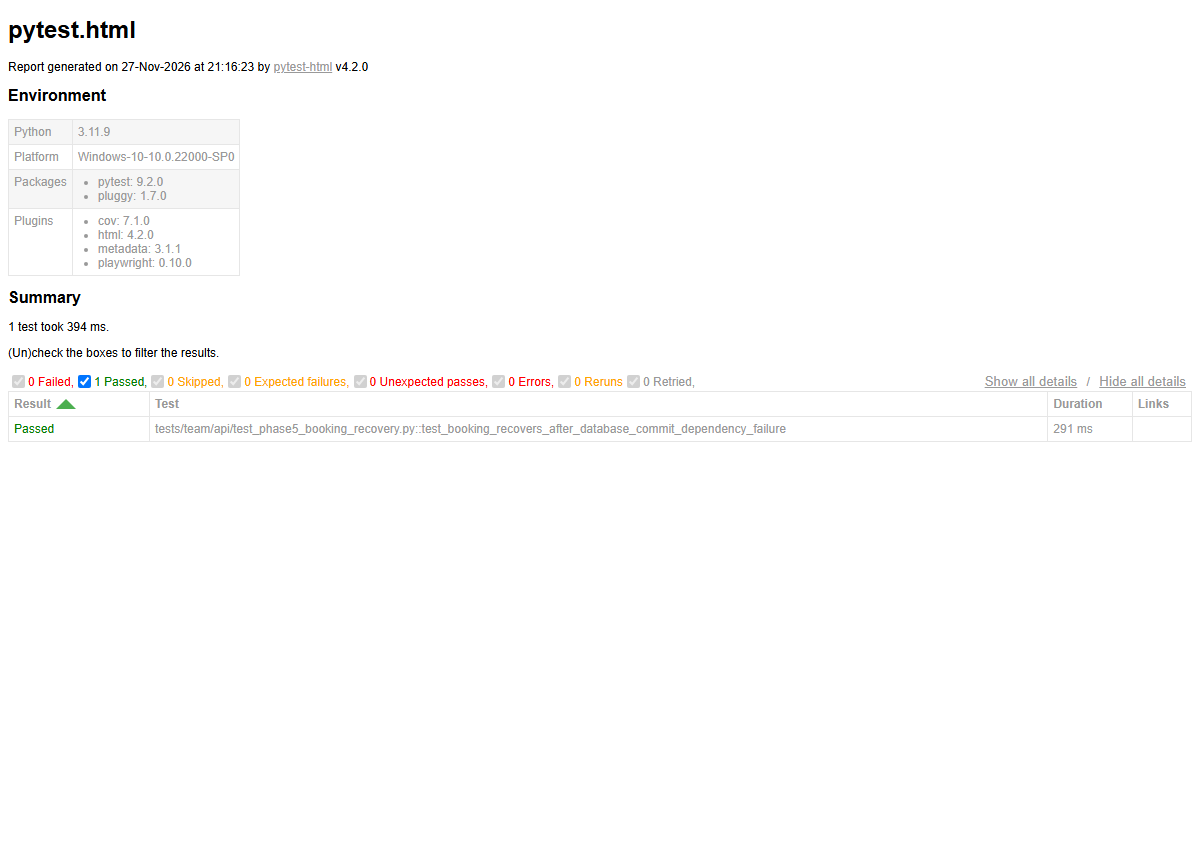 pytest.html
Report generated on 27-Nov-2026 at 21:16:23 by pytest-html v4.2.0
Environment
Python 3.11.9
Platform Windows-10-10.0.22000-SP0
Packages
pytest: 9.2.0
pluggy: 1.7.0
Plugins
cov: 7.1.0
html: 4.2.0
metadata: 3.1.1
playwright: 0.10.0
Summary
1 test took 394 ms.
(Un)check the boxes to filter the results.
0 Failed, 1 Passed, 0 Skipped, 0 Expected failures, 0 Unexpected passes, 0 Errors, 0 Reruns 0 Retried, Show all details / Hide all details
Result Test Duration Links
Passed tests/team/api/test_phase5_booking_recovery.py::test_booking_recovers_after_database_commit_dependency_failure 291 ms